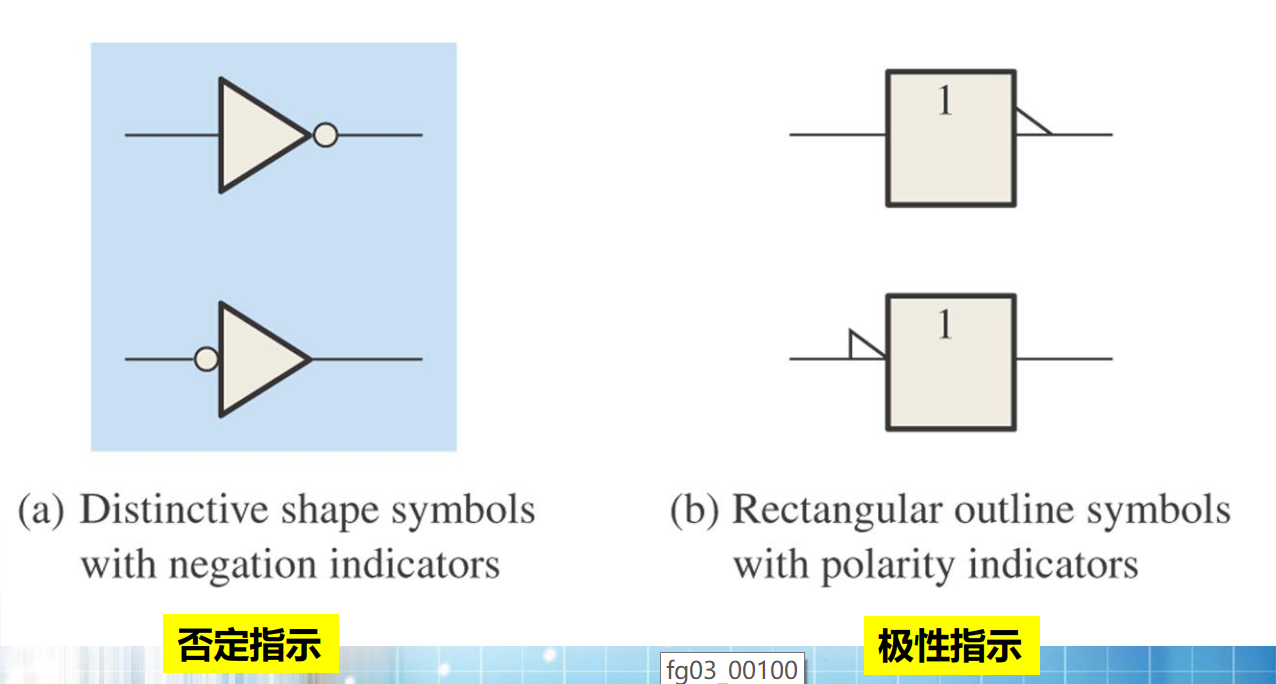 1
1
(a) Distinctive shape symbols
with negation indicators
(b) Rectangular outline symbols
with polarity indicators
否定指示
极性指示
fg03_00100